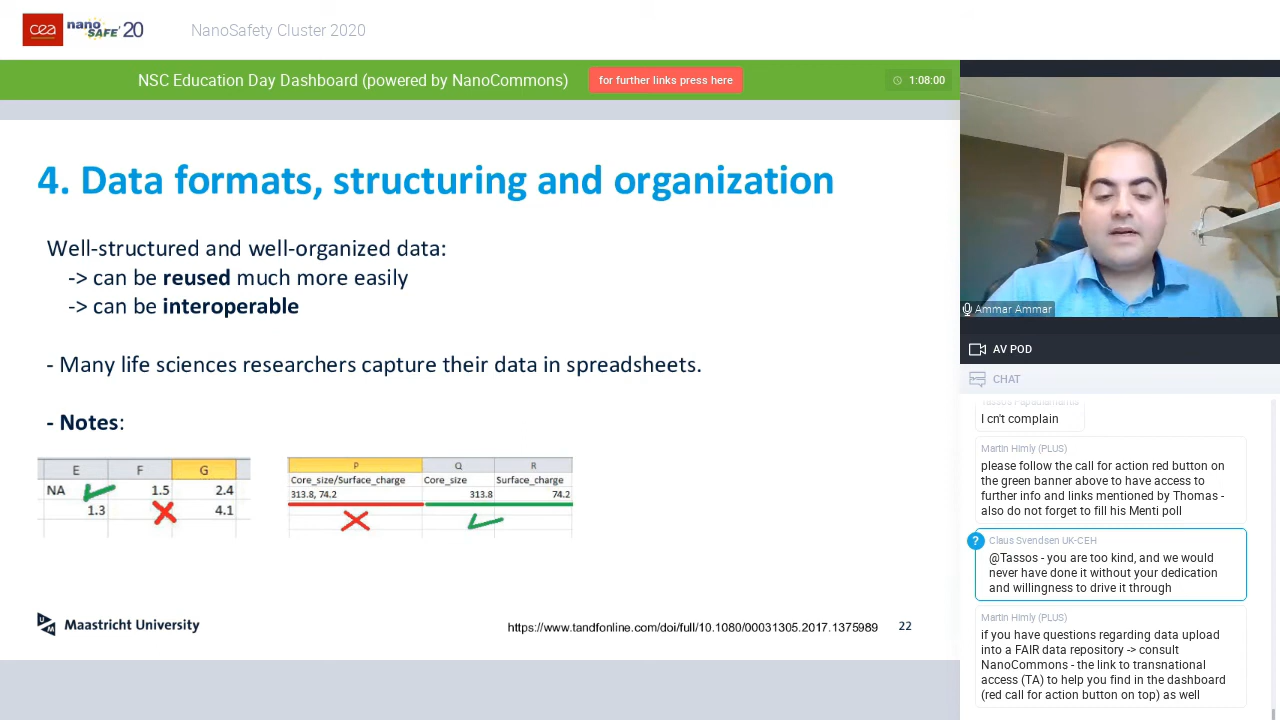 cea nano SAFE'20
NanoSafety Cluster 2020
NSC Education Day Dashboard (powered by NanoCommons)
for further links press here
1:08:00
4. Data formats, structuring and organization
Well-structured and well-organized data:
-> can be reused much more easily
-> can be interoperable
- Many life sciences researchers capture their data in spreadsheets.
- Notes:
E F G
NA 1.5 2.4
1.3 4.1
P Q R
Core_size/Surface_charge Core_size Surface_charge
313.8, 74.2 313.8 74.2
UM Maastricht University
https://www.tandfonline.com/doi/full/10.1080/00031305.2017.1375989
22
Ammar Ammar
AV POD
CHAT
I cn't complain
Martin Himly (PLUS)
please follow the call for action red button on
the green banner above to have access to
further info and links mentionned by Thomas -
also do not forget to fill his Menti poll
?
Claus Svendsen UK-CEH
@Tassos - you are too kind, and we would
never have done it without your dedication
and willingness to drive it through
Martin Himly (PLUS)
if you have questions regarding data upload
into a FAIR data repository -> consult
NanoCommons - the link to transnational
access (TA) to help you find in the dashboard
(red call for action button on top) as well